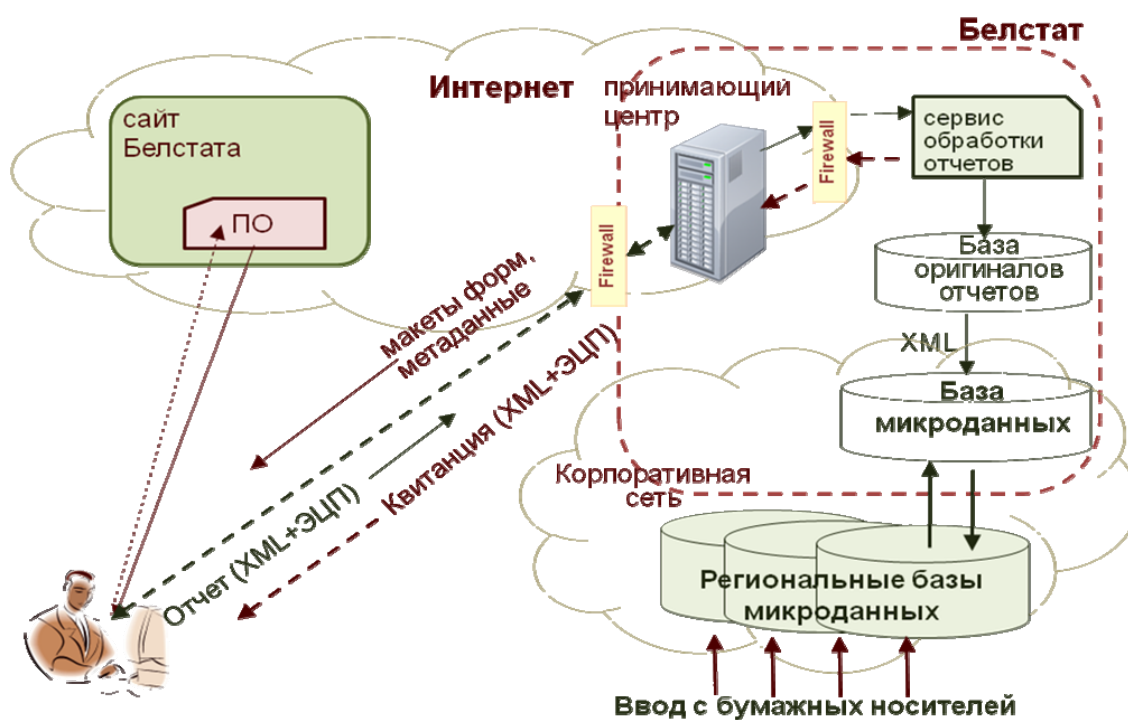 Белстат
Интернет
принимающий
центр
сайт
Белстата
ПО
Firewall
сервис
обработки
отчетов
Firewall
База
оригиналов
отчетов
макеты форм,
метаданные
XML
База
микроданных
Отчет (XML+ЭЦП)
Квитанция (XML+ЭЦП)
Корпоративная
сеть
Региональные базы
микроданных
Ввод с бумажных носителей